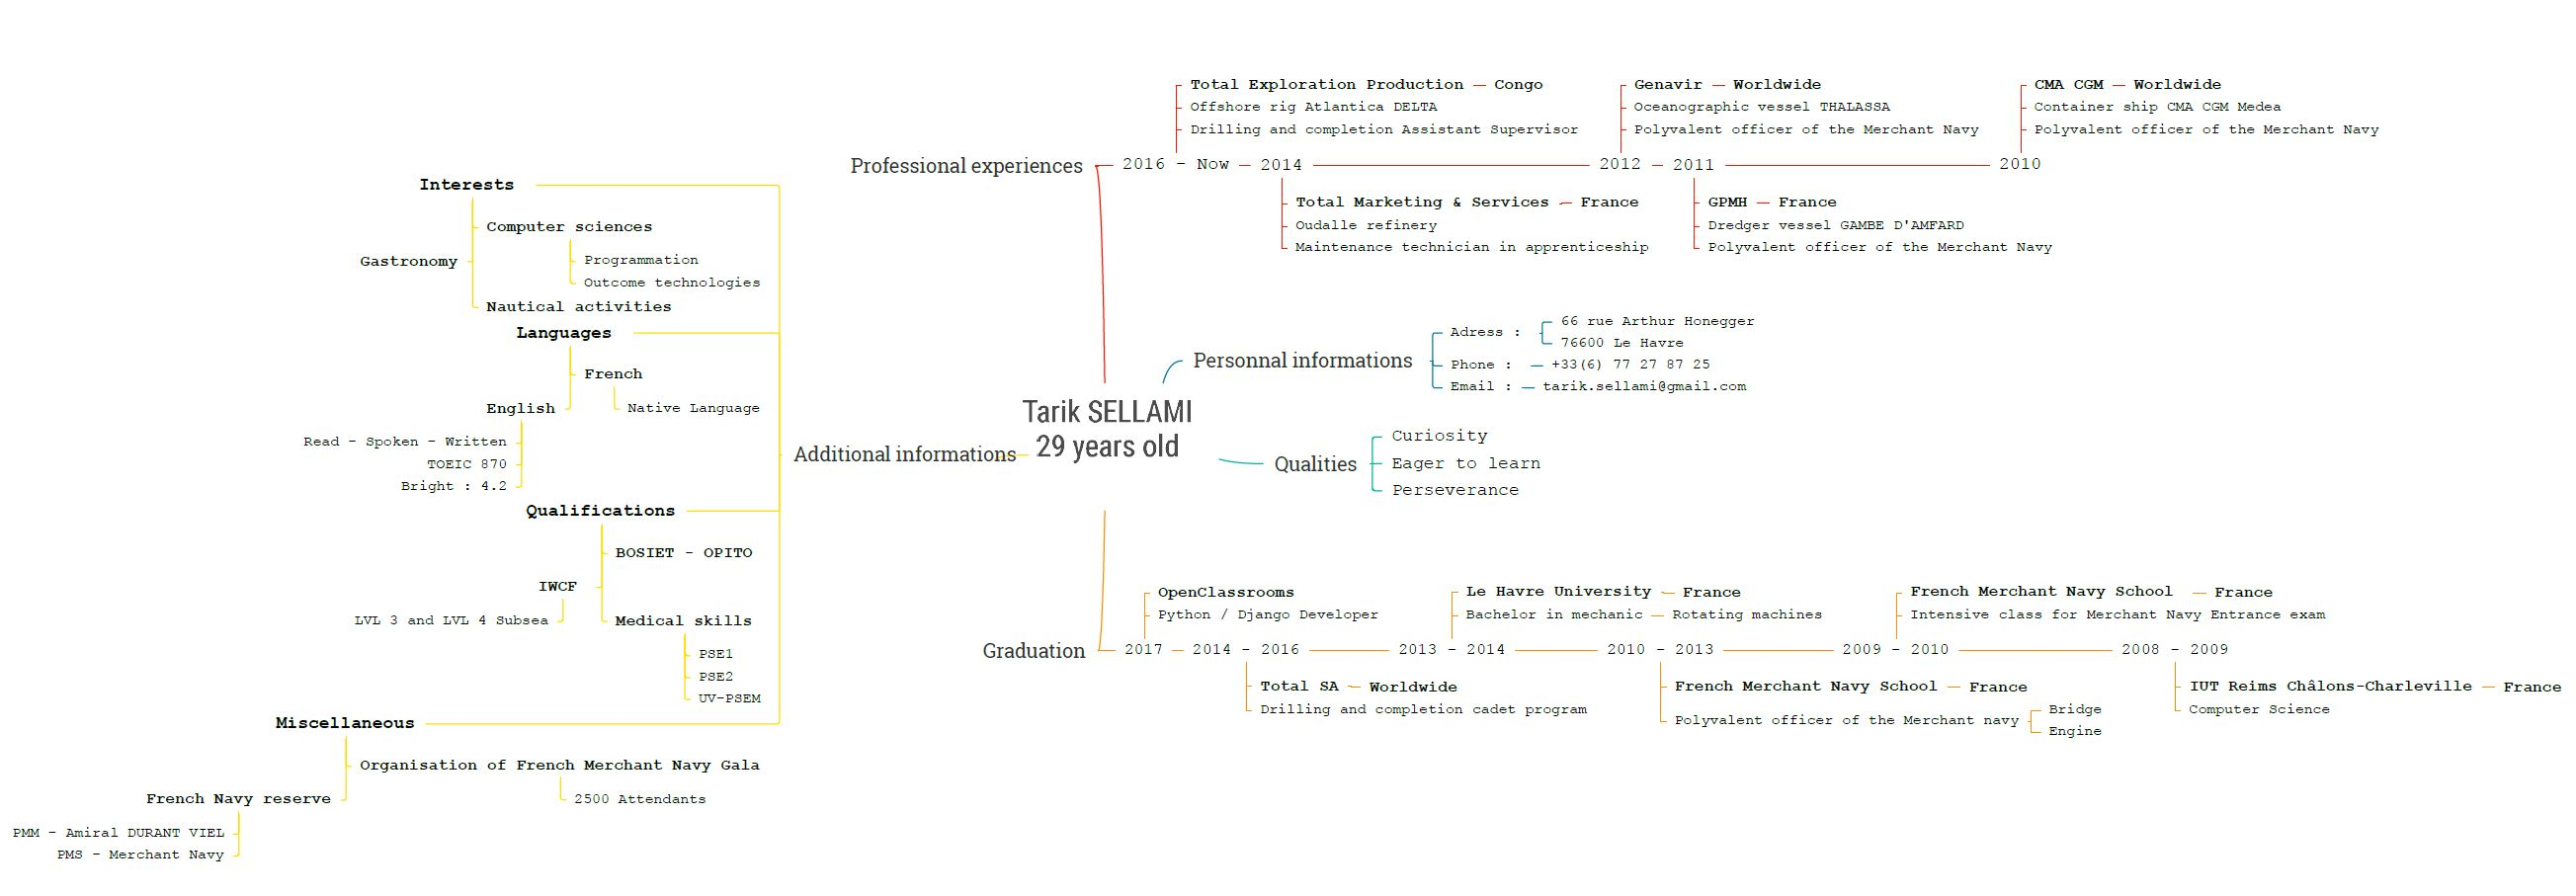 Tarik SELLAMI
29 years old
Professional experiences
2016 - Now — 2014
2012 — 2011
2010
Total Exploration Production — Congo
Offshore rig Atlantica DELTA
Drilling and completion Assistant Supervisor
Total Marketing & Services — France
Oudalle refinery
Maintenance technician in apprenticeship
Genavir — Worldwide
Oceanographic vessel THALASSA
Polyvalent officer of the Merchant Navy
GPMH — France
Dredger vessel GAMBE D'AMFARD
Polyvalent officer of the Merchant Navy
CMA CGM — Worldwide
Container ship CMA CGM Medea
Polyvalent officer of the Merchant Navy
Personnal informations
Adress :
66 rue Arthur Honegger
76600 Le Havre
Phone : — +33(6) 77 27 87 25
Email : — tarik.sellami@gmail.com
Qualities
Curiosity
Eager to learn
Perseverance
Graduation
2017 — 2014 - 2016
2013 - 2014
2010 - 2013
2009 - 2010
2008 - 2009
OpenClassrooms
Python / Django Developer
Total SA — Worldwide
Drilling and completion cadet program
Le Havre University — France
Bachelor in mechanic — Rotating machines
French Merchant Navy School — France
Polyvalent officer of the Merchant navy
Bridge
Engine
French Merchant Navy School — France
Intensive class for Merchant Navy Entrance exam
IUT Reims Châlons-Charleville — France
Computer Science
Additional informations
Interests
Computer sciences
Programmation
Outcome technologies
Gastronomy
Nautical activities
Languages
French
Native Language
English
Read - Spoken - Written
TOEIC 870
Bright : 4.2
Qualifications
BOSIET - OPITO
IWCF
LVL 3 and LVL 4 Subsea
Medical skills
PSE1
PSE2
UV-PSEM
Miscellaneous
Organisation of French Merchant Navy Gala
2500 Attendants
French Navy reserve
PMM - Amiral DURANT VIEL
PMS - Merchant Navy